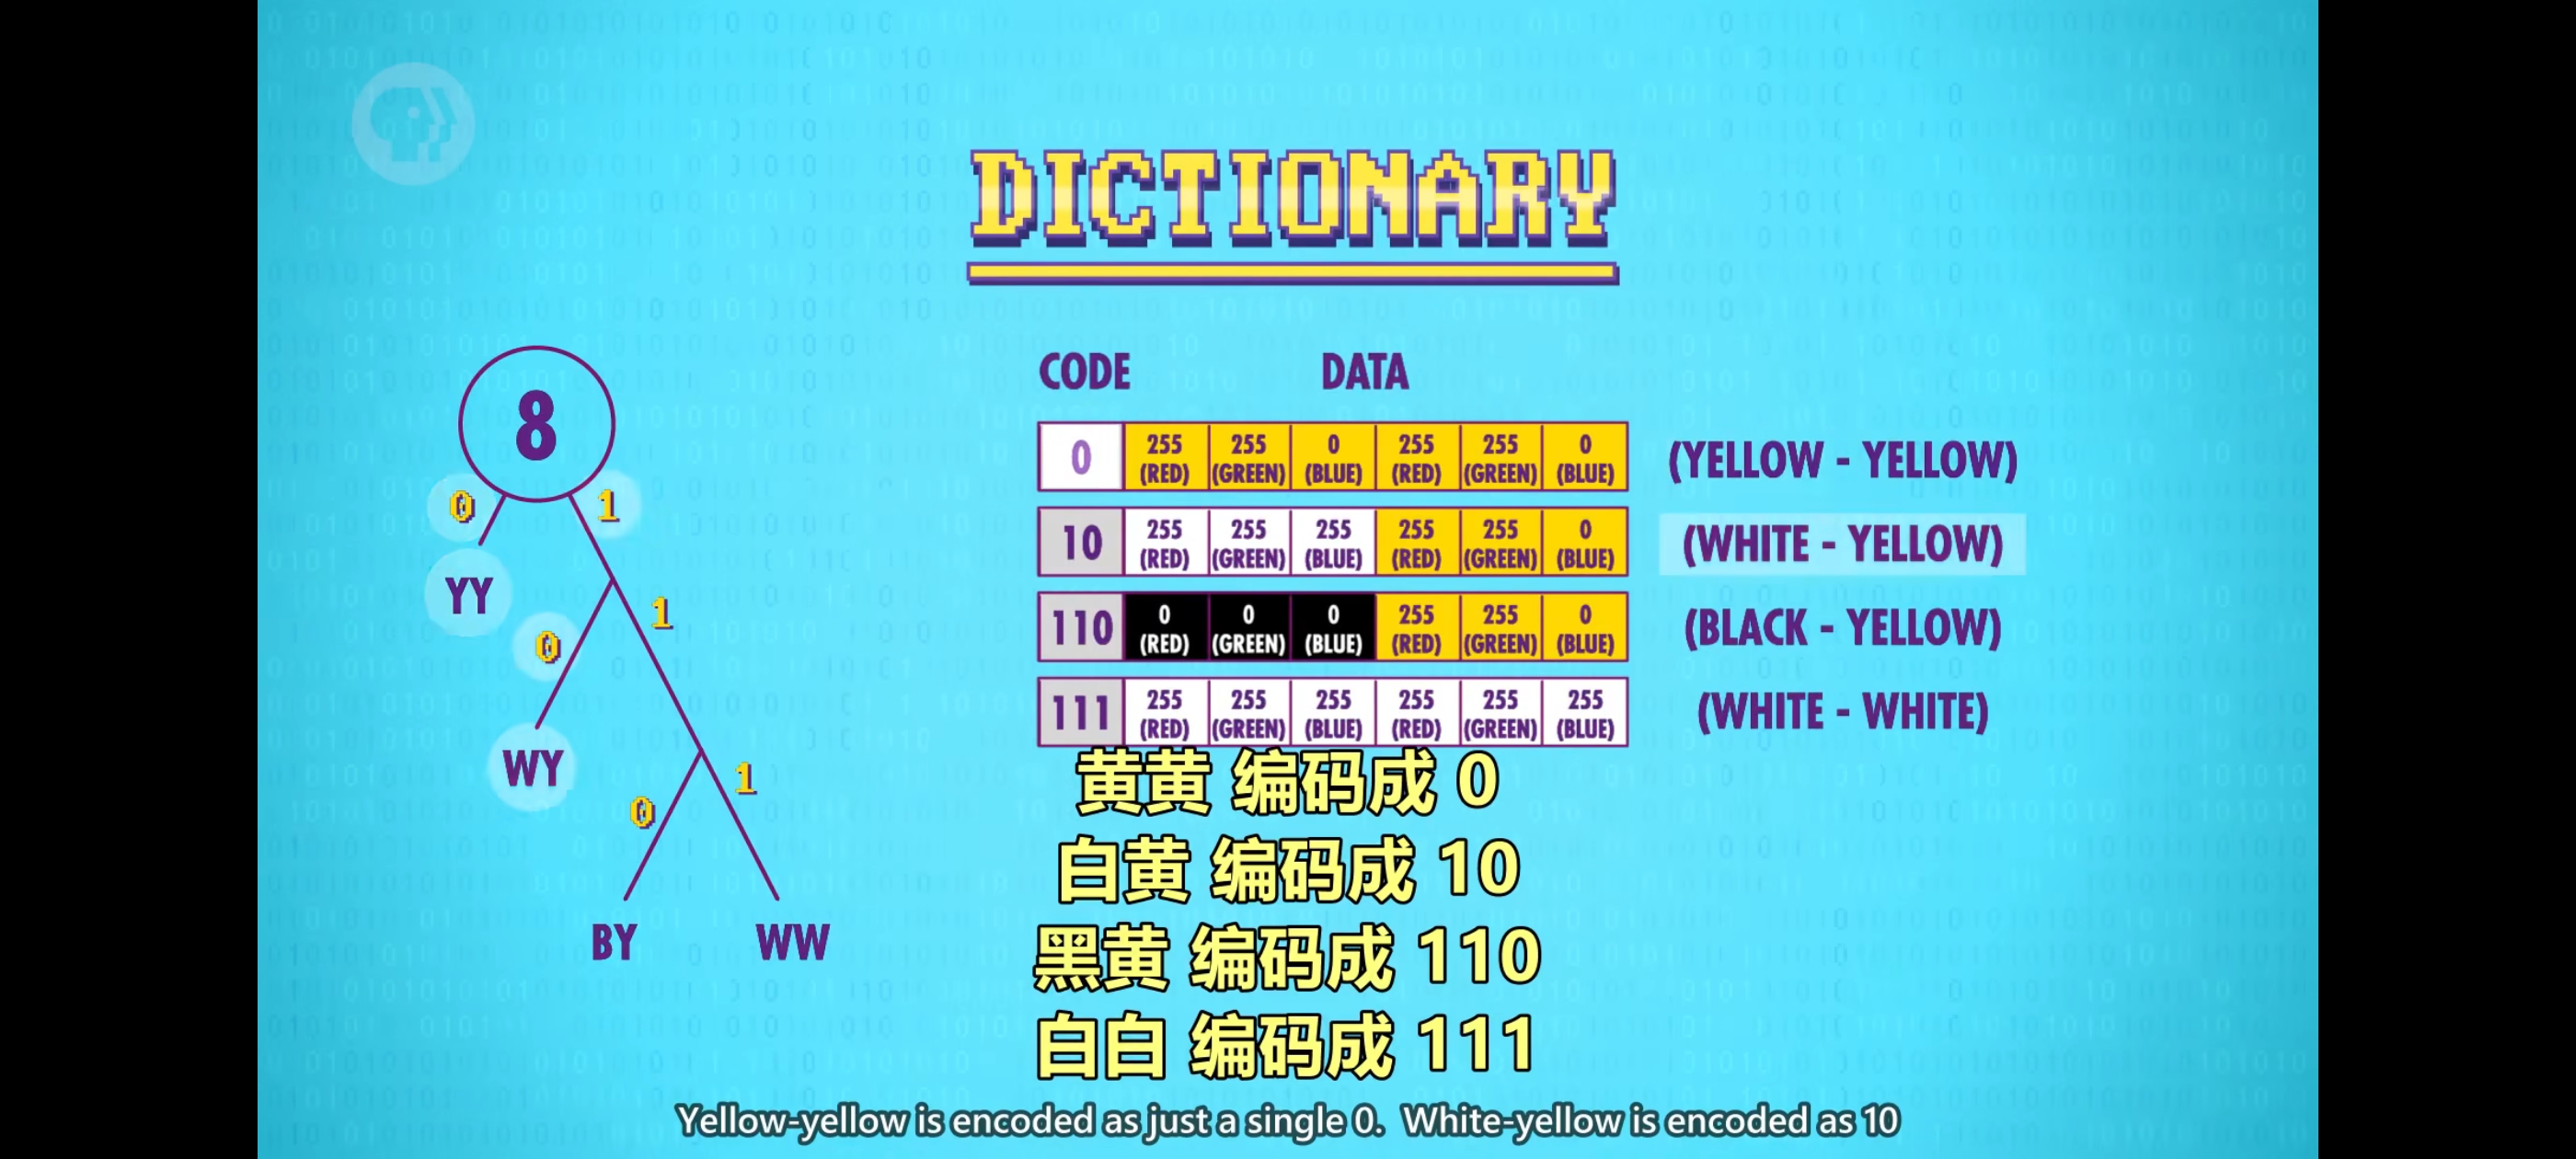 DICTIONARY
CODE DATA
8
0 1
YY
0 1
WY
0 1
BY WW
0 255 (RED) 255 (GREEN) 0 (BLUE) 255 (RED) 255 (GREEN) 0 (BLUE) (YELLOW - YELLOW)
10 255 (RED) 255 (GREEN) 255 (BLUE) 255 (RED) 255 (GREEN) 0 (BLUE) (WHITE - YELLOW)
110 0 (RED) 0 (GREEN) 0 (BLUE) 255 (RED) 255 (GREEN) 0 (BLUE) (BLACK - YELLOW)
111 255 (RED) 255 (GREEN) 255 (BLUE) 255 (RED) 255 (GREEN) 255 (BLUE) (WHITE - WHITE)
黄黄 编码成 0
白黄 编码成 10
黑黄 编码成 110
白白 编码成 111
Yellow-yellow is encoded as just a single 0. White-yellow is encoded as 10